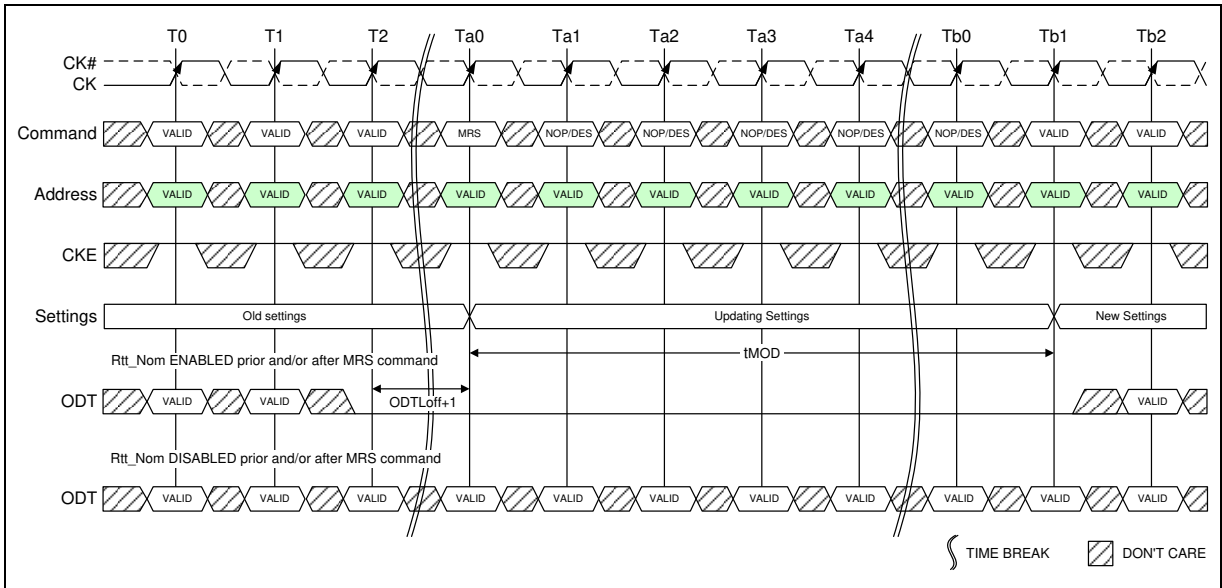 T0 T1 T2 Ta0 Ta1 Ta2 Ta3 Ta4 Tb0 Tb1 Tb2
CK#
CK
Command VALID VALID VALID MRS NOP/DES NOP/DES NOP/DES NOP/DES NOP/DES VALID VALID
Address VALID VALID VALID VALID VALID VALID VALID VALID VALID VALID VALID
CKE
Settings Old settings Updating Settings New Settings
Rtt_Nom ENABLED prior and/or after MRS command tMOD
ODT VALID VALID ODTLoff+1 VALID
Rtt_Nom DISABLED prior and/or after MRS command
ODT VALID VALID VALID VALID VALID VALID VALID VALID VALID VALID VALID
TIME BREAK DON'T CARE